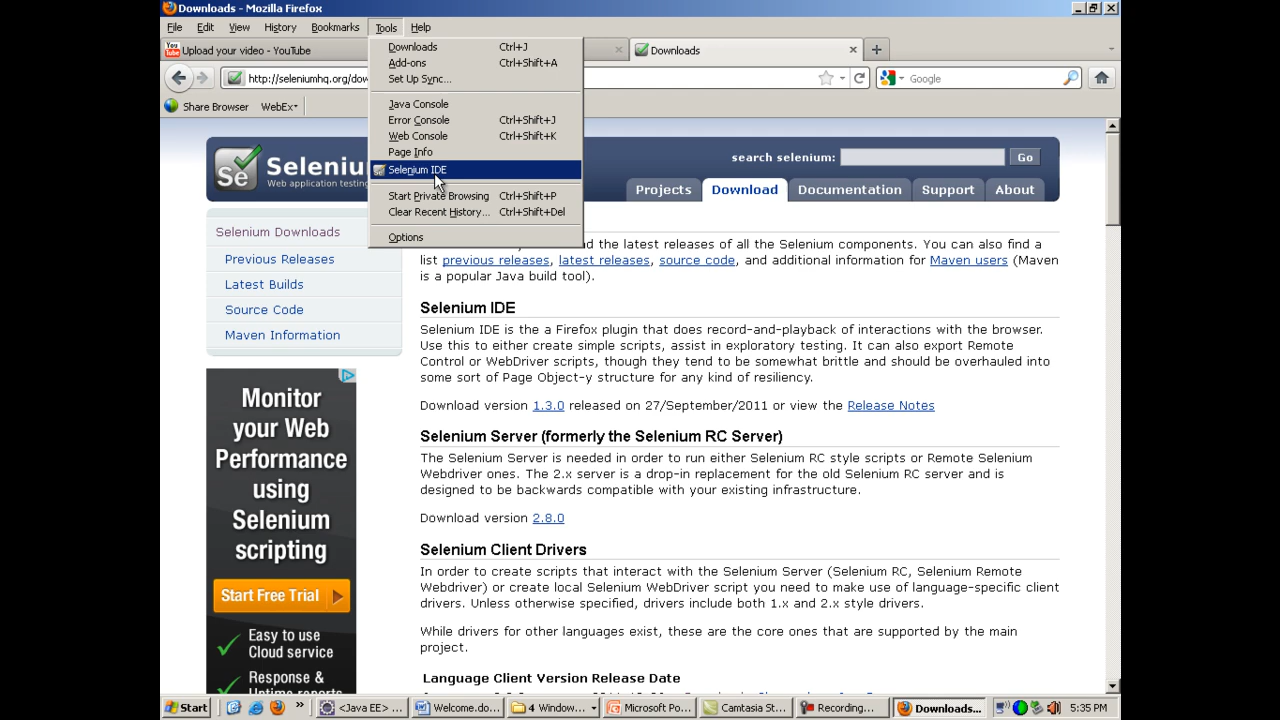 Downloads - Mozilla Firefox
File Edit View History Bookmarks Tools Help
You Tube Upload your video - YouTube
Downloads
http://seleniumhq.org/dow
Google
Share Browser WebEx
Downloads Ctrl+J
Add-ons Ctrl+Shift+A
Set Up Sync...
Java Console
Error Console Ctrl+Shift+J
Web Console Ctrl+Shift+K
Page Info
Se Selenium IDE
Start Private Browsing Ctrl+Shift+P
Clear Recent History... Ctrl+Shift+Del
Options
Se Seleniu
Web application testin
search selenium: Go
Projects Download Documentation Support About
Selenium Downloads
Previous Releases
Latest Builds
Source Code
Maven Information
Monitor
your Web
Performance
using
Selenium
scripting
Start Free Trial
Easy to use
Cloud service
Response &
Uptime reports
nd the latest releases of all the Selenium components. You can also find a
list previous releases, latest releases, source code, and additional information for Maven users (Maven
is a popular Java build tool).
Selenium IDE
Selenium IDE is the a Firefox plugin that does record-and-playback of interactions with the browser.
Use this to either create simple scripts, assist in exploratory testing. It can also export Remote
Control or WebDriver scripts, though they tend to be somewhat brittle and should be overhauled into
some sort of Page Object-y structure for any kind of resiliency.
Download version 1.3.0 released on 27/September/2011 or view the Release Notes
Selenium Server (formerly the Selenium RC Server)
The Selenium Server is needed in order to run either Selenium RC style scripts or Remote Selenium
Webdriver ones. The 2.x server is a drop-in replacement for the old Selenium RC server and is
designed to be backwards compatible with your existing infrastructure.
Download version 2.8.0
Selenium Client Drivers
In order to create scripts that interact with the Selenium Server (Selenium RC, Selenium Remote
Webdriver) or create local Selenium WebDriver script you need to make use of language-specific client
drivers. Unless otherwise specified, drivers include both 1.x and 2.x style drivers.
While drivers for other languages exist, these are the core ones that are supported by the main
project.
Language Client Version Release Date
Start » <Java EE> ... Welcome.do... 4 Window... Microsoft Po... Camtasia St... Recording... Downloads... 5:35 PM